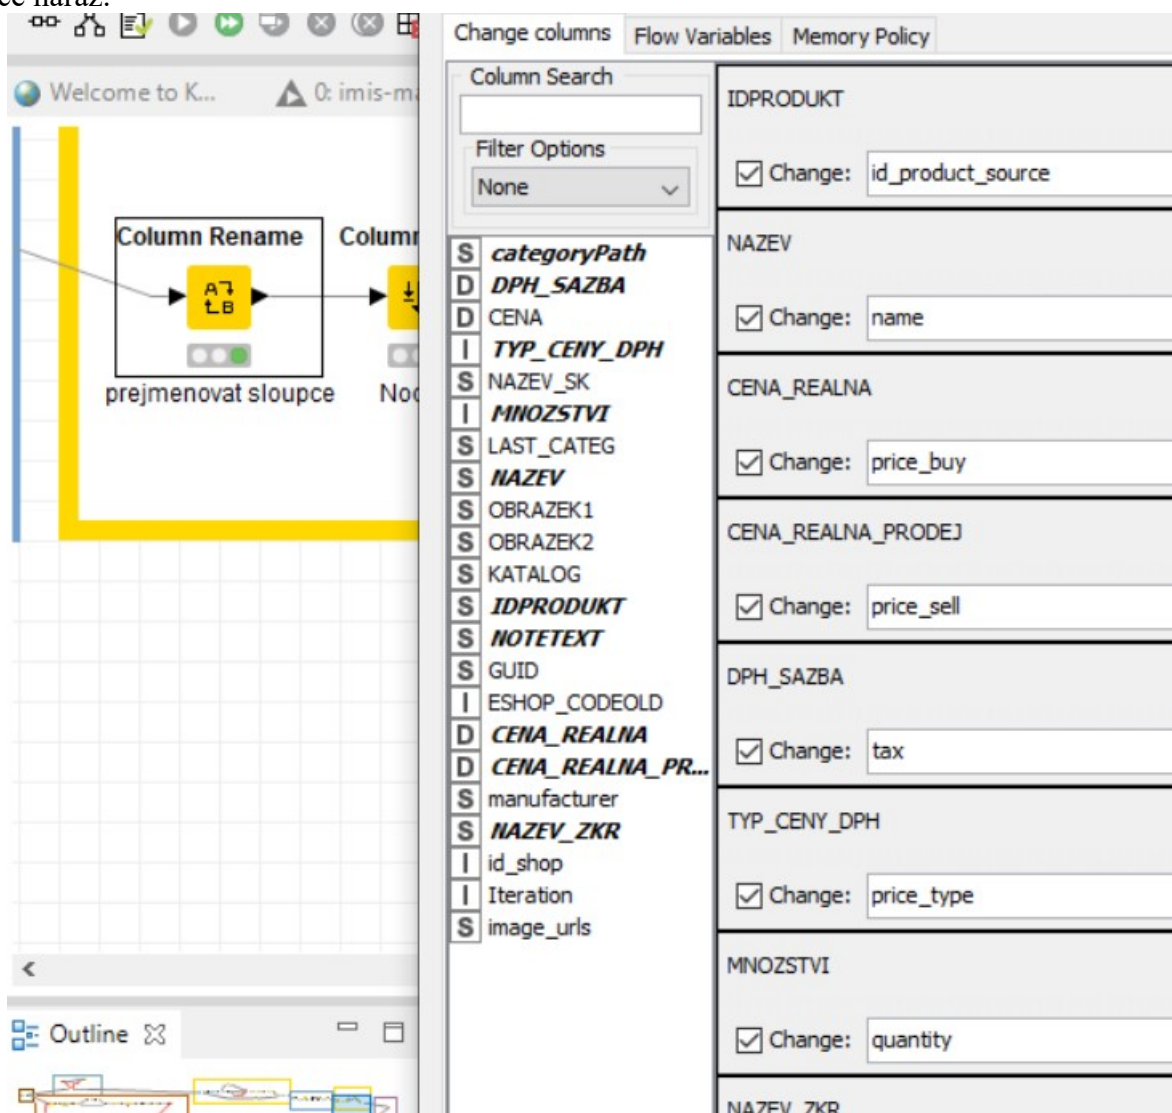 naráz.
Welcome to K...
0: imis-ma
Column Rename
Colum
A
B
prejmenovat sloupce
Noc
Outline
Change columns
Flow Variables
Memory Policy
Column Search
Filter Options
None
S categoryPath
D DPH_SAZBA
D CENA
I TYP_CENY_DPH
S NAZEV_SK
I MNOZSTVI
S LAST_CATEG
S NAZEV
S OBRAZEK1
S OBRAZEK2
S KATALOG
S IDPRODUKT
S NOTETEXT
S GUID
I ESHOP_CODEOLD
D CENA_REALNA
D CENA_REALNA_PR...
S manufacturer
S NAZEV_ZKR
I id_shop
I Iteration
S image_urls
IDPRODUKT
Change: id_product_source
NAZEV
Change: name
CENA_REALNA
Change: price_buy
CENA_REALNA_PRODEJ
Change: price_sell
DPH_SAZBA
Change: tax
TYP_CENY_DPH
Change: price_type
MNOZSTVI
Change: quantity
NAZEV_ZKR